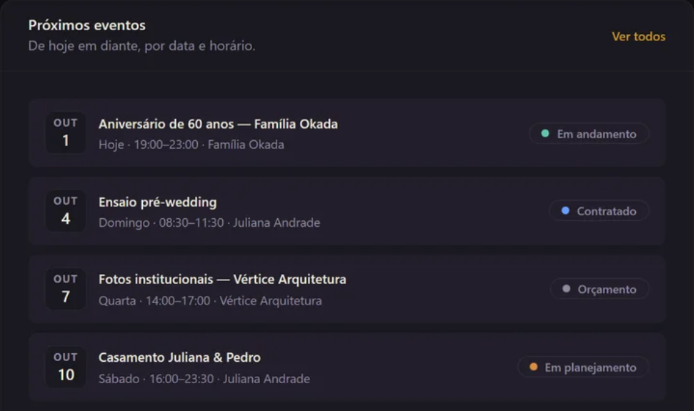 Próximos eventos
De hoje em diante, por data e horário.
Ver todos
OUT
1
Aniversário de 60 anos — Família Okada
Hoje · 19:00–23:00 · Família Okada
Em andamento
OUT
4
Ensaio pré-wedding
Domingo · 08:30–11:30 · Juliana Andrade
Contratado
OUT
7
Fotos institucionais — Vértice Arquitetura
Quarta · 14:00–17:00 · Vértice Arquitetura
Orçamento
OUT
10
Casamento Juliana & Pedro
Sábado · 16:00–23:30 · Juliana Andrade
Em planejamento